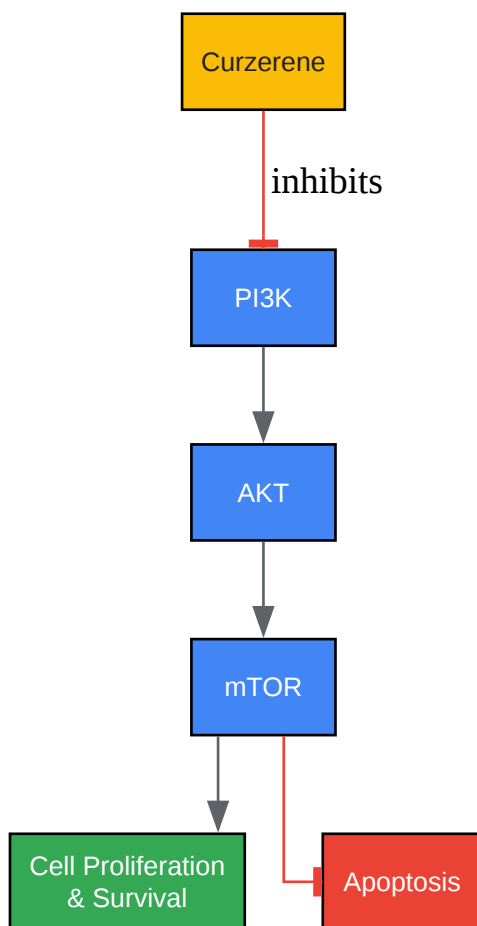 Curzerene
inhibits
PI3K
AKT
mTOR
Cell Proliferation
& Survival
Apoptosis